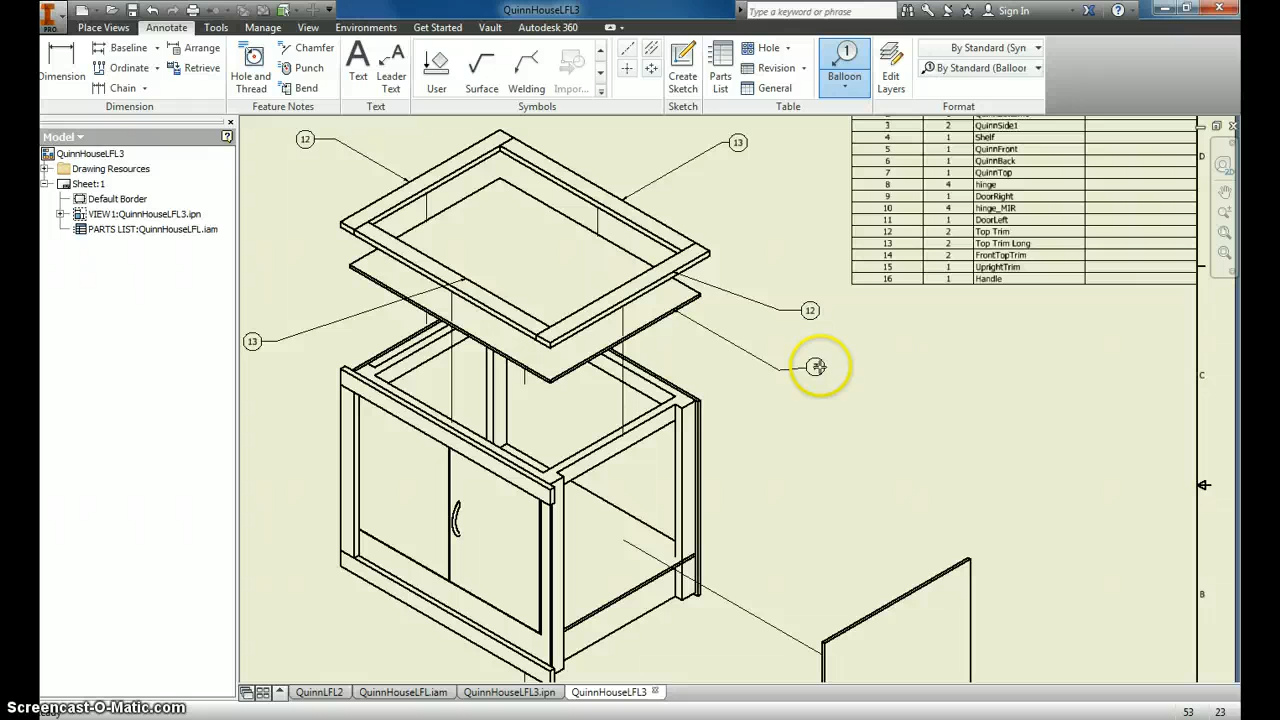 QuinnHouseLFL3
Type a keyword or phrase
Sign In
PRO
Place Views
Annotate
Tools
Manage
View
Environments
Get Started
Vault
Autodesk 360
Dimension
Baseline
Ordinate
Chain
Arrange
Retrieve
Dimension
Hole and
Thread
Chamfer
Punch
Bend
Feature Notes
Text
Leader
Text
Text
User
Surface
Welding
Impor...
Symbols
Create
Sketch
Sketch
Parts
List
Hole
Revision
General
Table
1
Balloon
Edit
Layers
By Standard (Syn
By Standard (Balloor
Format
Model
QuinnHouseLFL3
Drawing Resources
Sheet:1
Default Border
VIEW1:QuinnHouseLFL3.ipn
PARTS LIST:QuinnHouseLFL.iam
12
13
12
13
3 2 QuinnSide1
4 1 Shelf
5 1 QuinnFront
6 1 QuinnBack
7 1 QuinnTop
8 4 hinge
9 1 DoorRight
10 4 hinge_MIR
11 1 DoorLeft
12 2 Top Trim
13 2 Top Trim Long
14 2 FrontTopTrim
15 1 UprightTrim
16 1 Handle
D
C
B
2D
QuinnLFL2
QuinnHouseLFL.iam
QuinnHouseLFL3.ipn
QuinnHouseLFL3
Screencast-O-Matic.com
53 23